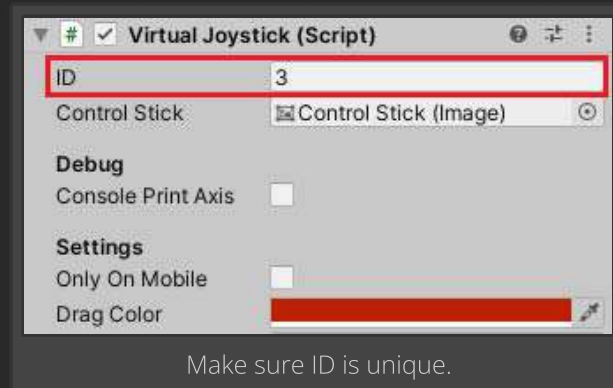 # Virtual Joystick (Script)
ID 3
Control Stick Control Stick (Image)
Debug
Console Print Axis
Settings
Only On Mobile
Drag Color
Make sure ID is unique.